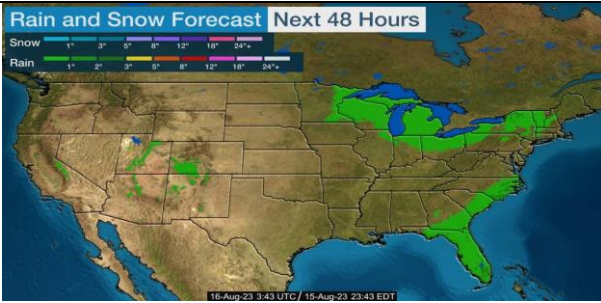 Rain and Snow Forecast Next 48 Hours
Snow 1" 3" 5" 8" 12" 18" 24"+
Rain 1" 2" 3" 5" 8" 12" 18" 24"+
16-Aug-23 3:43 UTC / 15-Aug-23 23:43 EDT